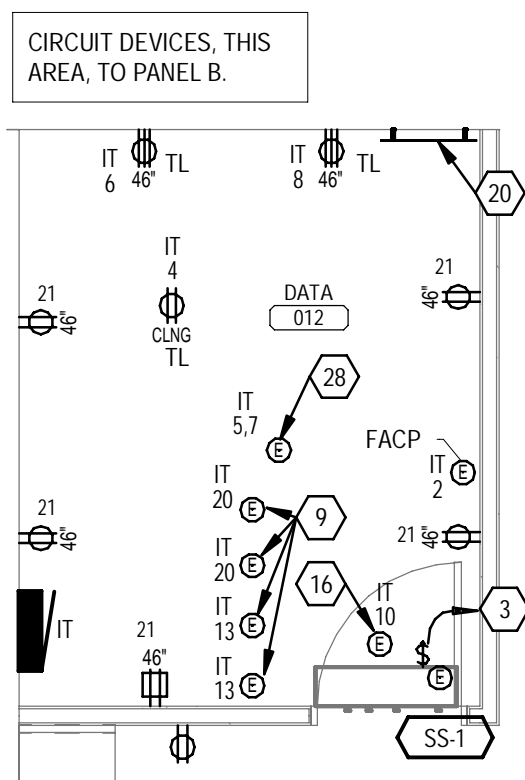 CIRCUIT DEVICES, THIS
AREA, TO PANEL B.
IT
6
46"
TL
IT
8
46"
TL
20
IT
4
CLNG
TL
DATA
012
21
46"
21
46"
28
IT
5,7
E
FACP
IT
2
E
IT
20
E
9
21
46"
21
46"
IT
20
E
16
IT
10
E
3
IT
13
E
IT
21
46"
IT
13
E
$
E
SS-1